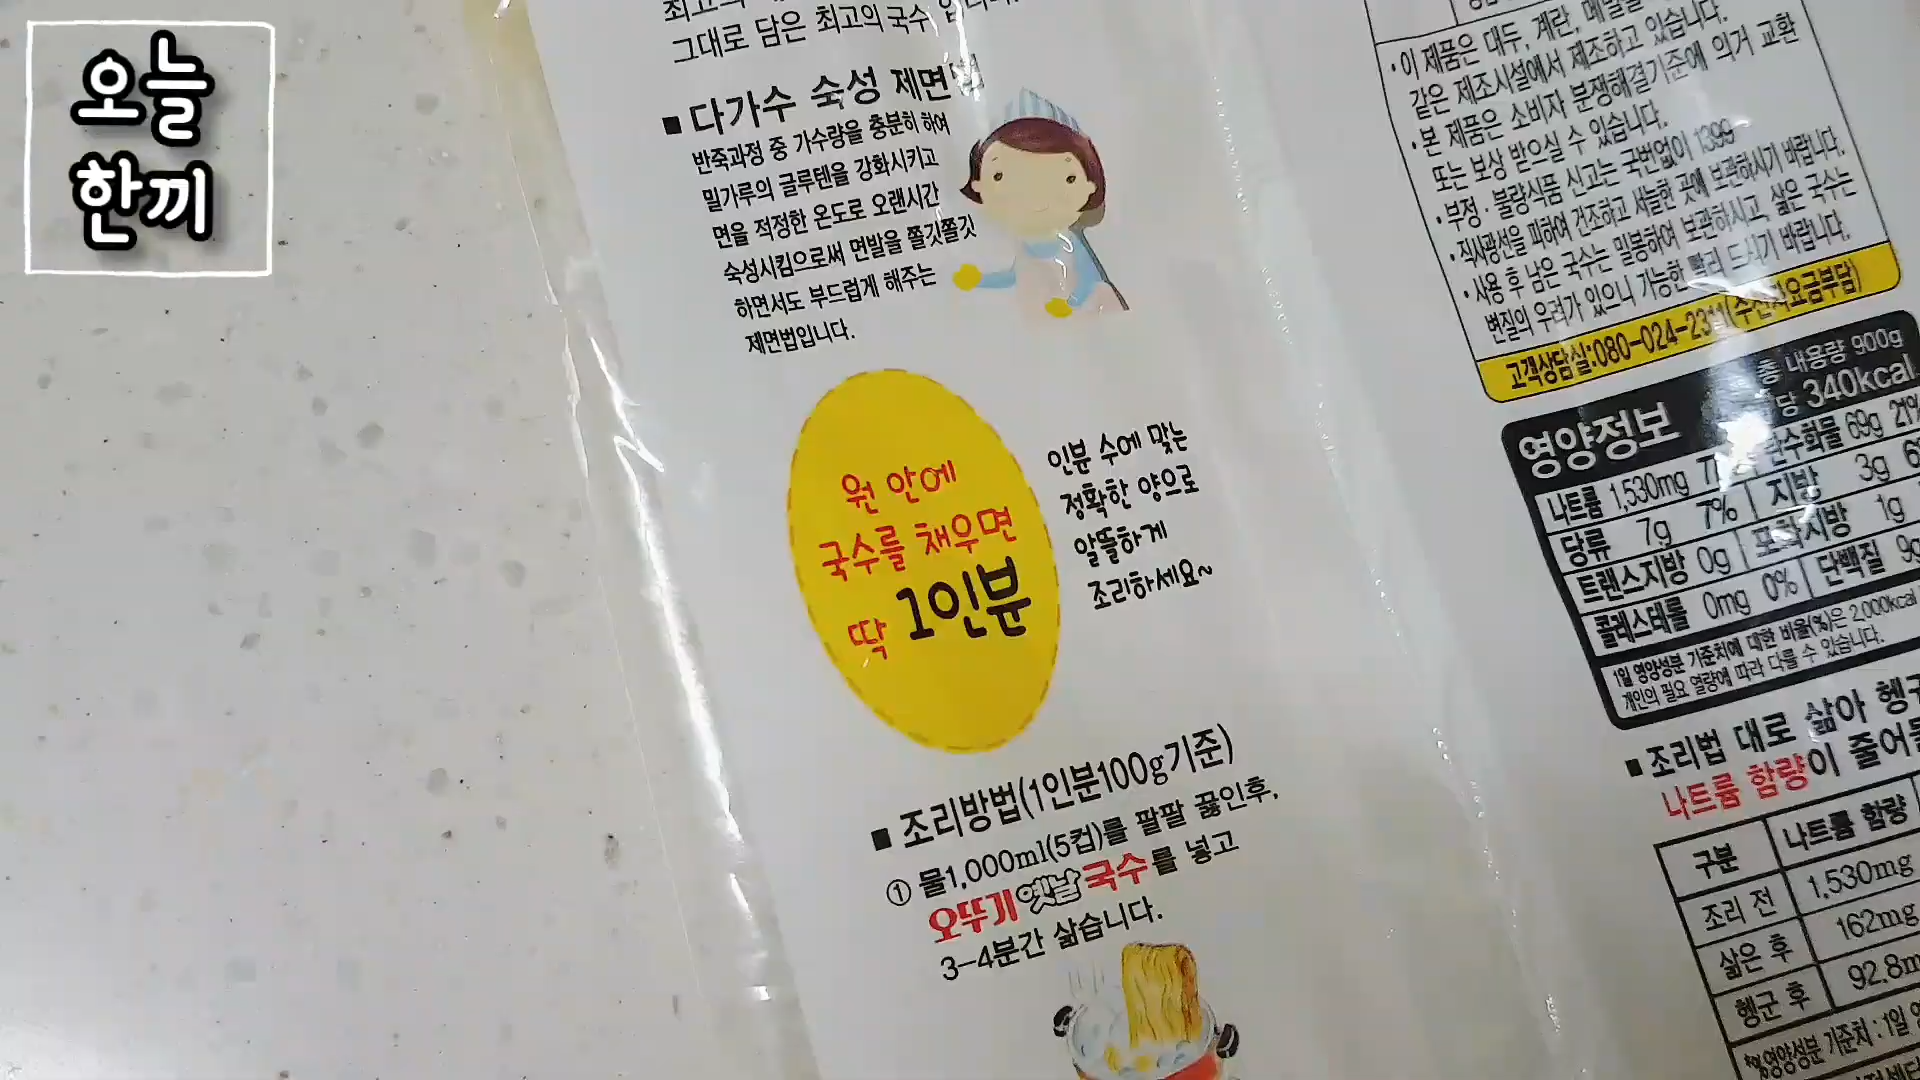 오늘
한끼
그대로 담은 최고의 국수
■ 다가수 숙성 제면법
반죽과정 중 가수량을 충분히 하여
밀가루의 글루텐을 강화시키고
면을 적정한 온도로 오랜시간
숙성시킴으로써 면발을 쫄깃쫄깃
하면서도 부드럽게 해주는
제면법입니다.
원 안에
국수를 채우면
딱 1인분
인분 수에 맞는
정확한 양으로
알뜰하게
조리하세요~
■ 조리방법(1인분100g기준)
① 물1,000ml(5컵)를 팔팔 끓인후,
오뚜기 옛날 국수를 넣고
3-4분간 삶습니다.
• 이 제품은 대두, 계란, 메밀을
같은 제조시설에서 제조하고 있습니다.
• 본 제품은 소비자 분쟁해결기준에 의거 교환
또는 보상 받으실 수 있습니다.
• 부정·불량식품 신고는 국번없이 1399
• 직사광선을 피하여 건조하고 서늘한 곳에 보관하시기 바랍니다.
• 사용 후 남은 국수는 밀봉하여 보관하시고, 삶은 국수는
변질의 우려가 있으니 가능한 빨리 드시기 바랍니다.
고객상담실:080-024-2311(수신자요금부담)
영양정보
총 내용량 900g
당 340kcal
나트륨 1,530mg 탄수화물 69g 21%
당류 7g 7% 지방 3g
트랜스지방 0g 포화지방 1g
콜레스테롤 0mg 0% 단백질 9g
1일 영양성분 기준치에 대한 비율(%)은 2,000kcal
개인의 필요 열량에 따라 다를 수 있습니다.
■ 조리법 대로 삶아
나트륨 함량이
구분 나트륨 함량
조리 전 1,530mg
삶은 후 162mg
헹군 후 92.8m
*영양성분 기준치 : 1일